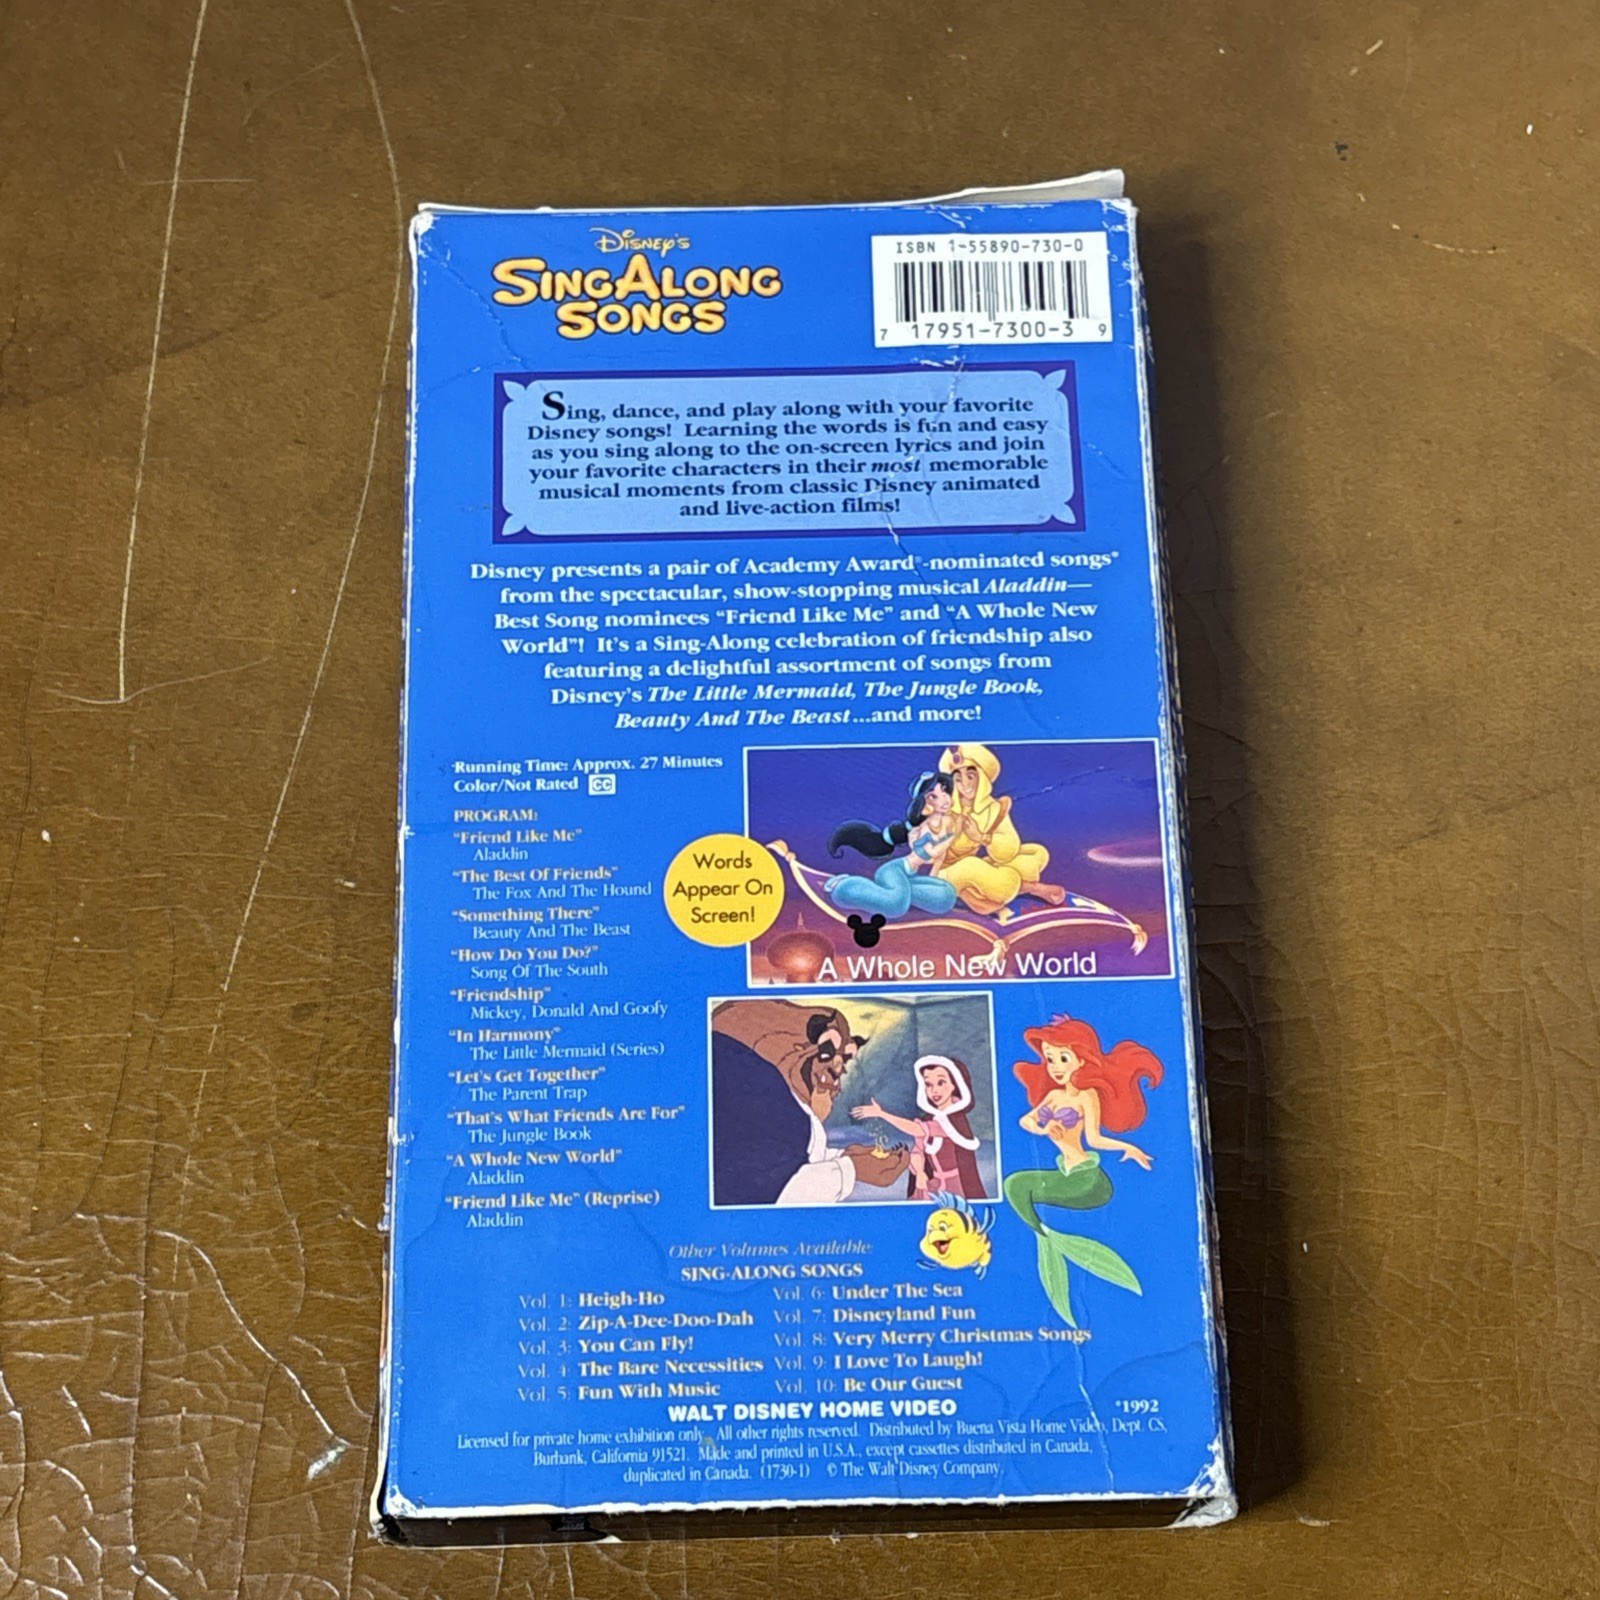 Disney's
SING ALONG
SONGS
ISBN 1-55890-730-0
7 17951-7300-3 9
Sing, dance, and play along with your favorite
Disney songs! Learning the words is fun and easy
as you sing along to the on-screen lyrics and join
your favorite characters in their most memorable
musical moments from classic Disney animated
and live-action films!
Disney presents a pair of Academy Award®-nominated songs*
from the spectacular, show-stopping musical Aladdin—
Best Song nominees "Friend Like Me" and "A Whole New
World"! It's a Sing-Along celebration of friendship also
featuring a delightful assortment of songs from
Disney's The Little Mermaid, The Jungle Book,
Beauty And The Beast...and more!
Running Time: Approx. 27 Minutes
Color/Not Rated CC
PROGRAM:
"Friend Like Me"
Aladdin
"The Best Of Friends"
The Fox And The Hound
"Something There"
Beauty And The Beast
"How Do You Do?"
Song Of The South
"Friendship"
Mickey, Donald And Goofy
"In Harmony"
The Little Mermaid (Series)
"Let's Get Together"
The Parent Trap
"That's What Friends Are For"
The Jungle Book
"A Whole New World"
Aladdin
"Friend Like Me" (Reprise)
Aladdin
Words
Appear On
Screen!
A Whole New World
Other Volumes Available:
SING-ALONG SONGS
Vol. 1: Heigh-Ho
Vol. 2: Zip-A-Dee-Doo-Dah
Vol. 3: You Can Fly!
Vol. 4 The Bare Necessities
Vol. 5: Fun With Music
Vol. 6: Under The Sea
Vol. 7: Disneyland Fun
Vol. 8: Very Merry Christmas Songs
Vol. 9: I Love To Laugh!
Vol. 10: Be Our Guest
WALT DISNEY HOME VIDEO
*1992
Licensed for private home exhibition only. All other rights reserved. Distributed by Buena Vista Home Video, Dept. CS,
Burbank, California 91521. Made and printed in U.S.A., except cassettes distributed in Canada,
duplicated in Canada. (1730-1) © The Walt Disney Company.